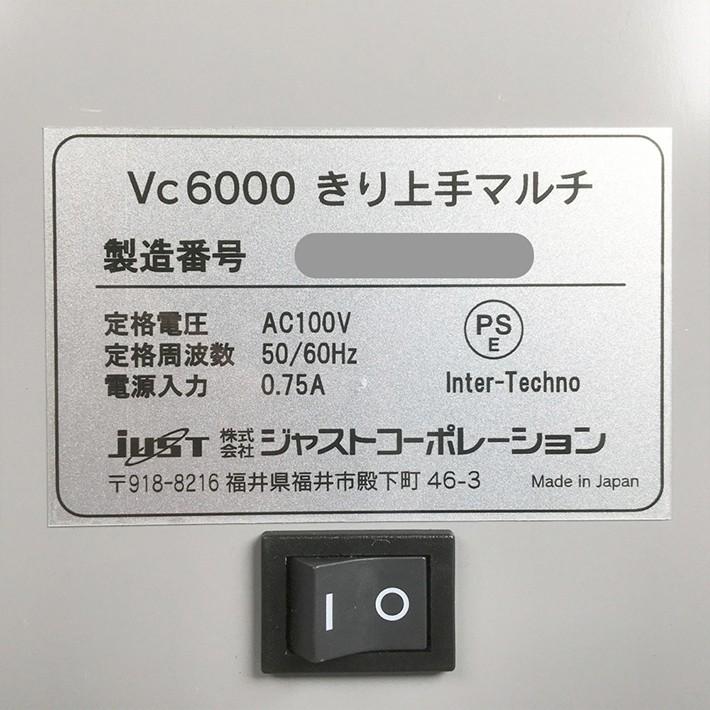 Vc6000 きり上手マルチ
製造番号
定格電圧 AC100V
定格周波数 50/60Hz
電源入力 0.75A
PS
E
Inter-Techno
JUST 株式会社 ジャストコーポレーション
〒918-8216 福井県福井市殿下町 46-3 Made in Japan
I O